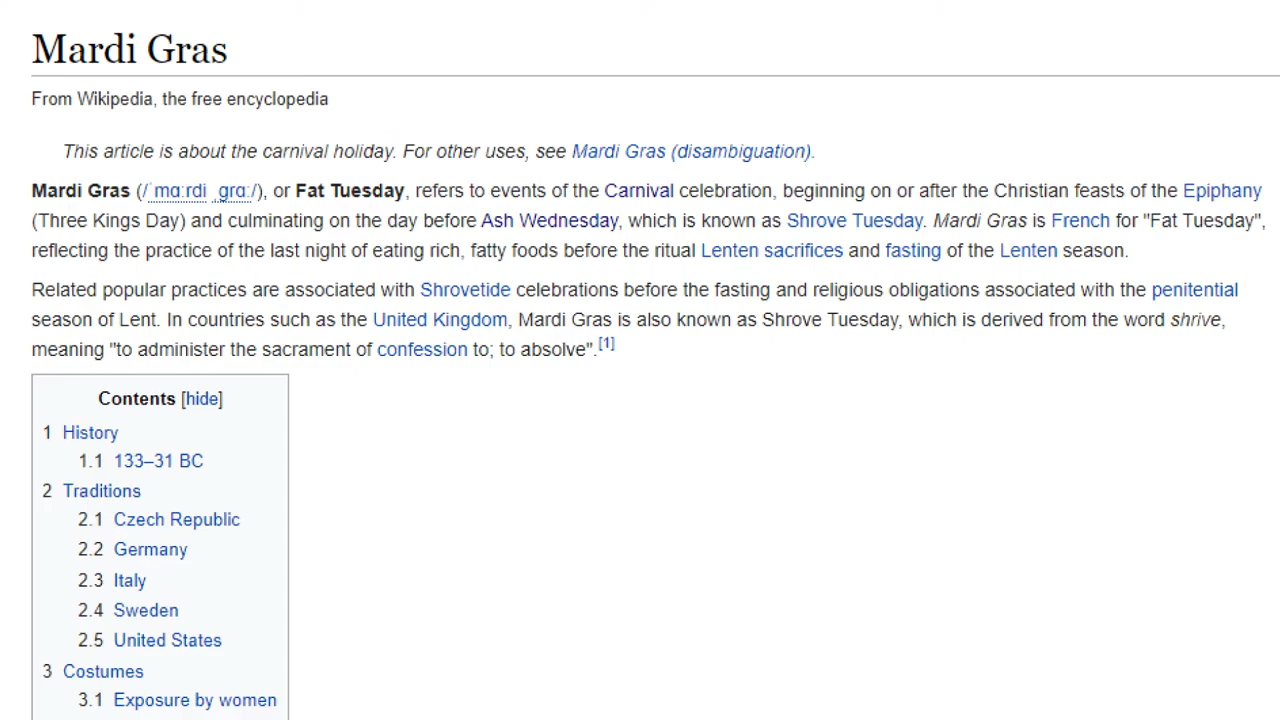 Mardi Gras
From Wikipedia, the free encyclopedia
This article is about the carnival holiday. For other uses, see Mardi Gras (disambiguation).
Mardi Gras (/ˈmɑːrdi ˌɡrɑː/), or Fat Tuesday, refers to events of the Carnival celebration, beginning on or after the Christian feasts of the Epiphany
(Three Kings Day) and culminating on the day before Ash Wednesday, which is known as Shrove Tuesday. Mardi Gras is French for "Fat Tuesday",
reflecting the practice of the last night of eating rich, fatty foods before the ritual Lenten sacrifices and fasting of the Lenten season.
Related popular practices are associated with Shrovetide celebrations before the fasting and religious obligations associated with the penitential
season of Lent. In countries such as the United Kingdom, Mardi Gras is also known as Shrove Tuesday, which is derived from the word shrive,
meaning "to administer the sacrament of confession to; to absolve".[1]
Contents [hide]
1 History
1.1 133–31 BC
2 Traditions
2.1 Czech Republic
2.2 Germany
2.3 Italy
2.4 Sweden
2.5 United States
3 Costumes
3.1 Exposure by women